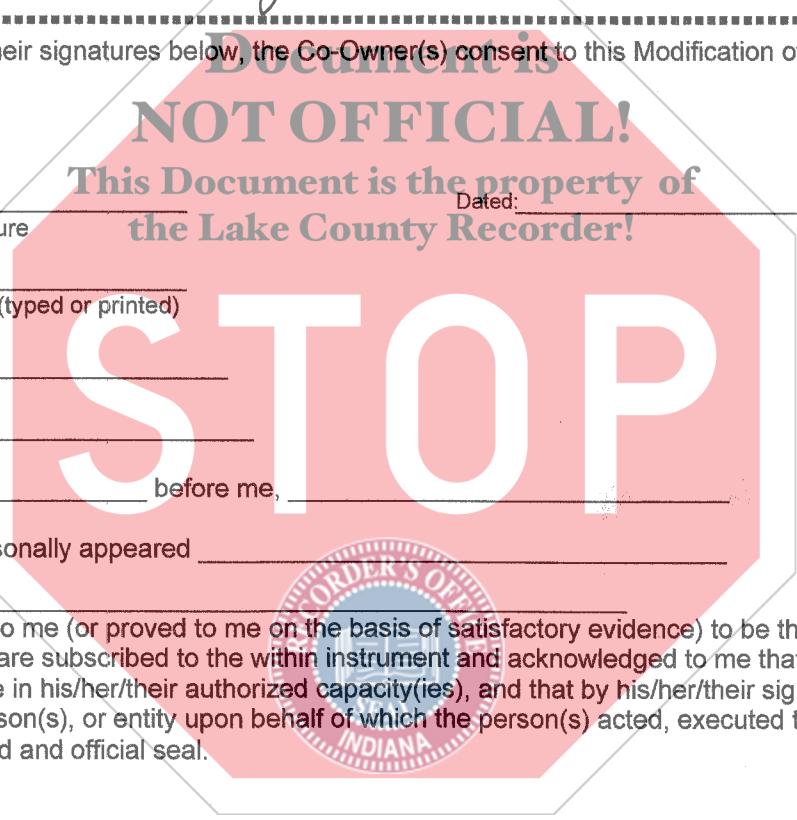 eir signatures below, the Co-Owner(s) consent to this Modification o
Document is
NOT OFFICIAL!
This Document is the property of
Dated:
the Lake County Recorder!
ure
(typed or printed)
STOP
before me,
sonally appeared
RECORDER'S OFFICE
o me (or proved to me on the basis of satisfactory evidence) to be th
are subscribed to the within instrument and acknowledged to me tha
e in his/her/their authorized capacity(ies), and that by his/her/their sig
SEAL
son(s), or entity upon behalf of which the person(s) acted, executed t
INDIANA
d and official seal.